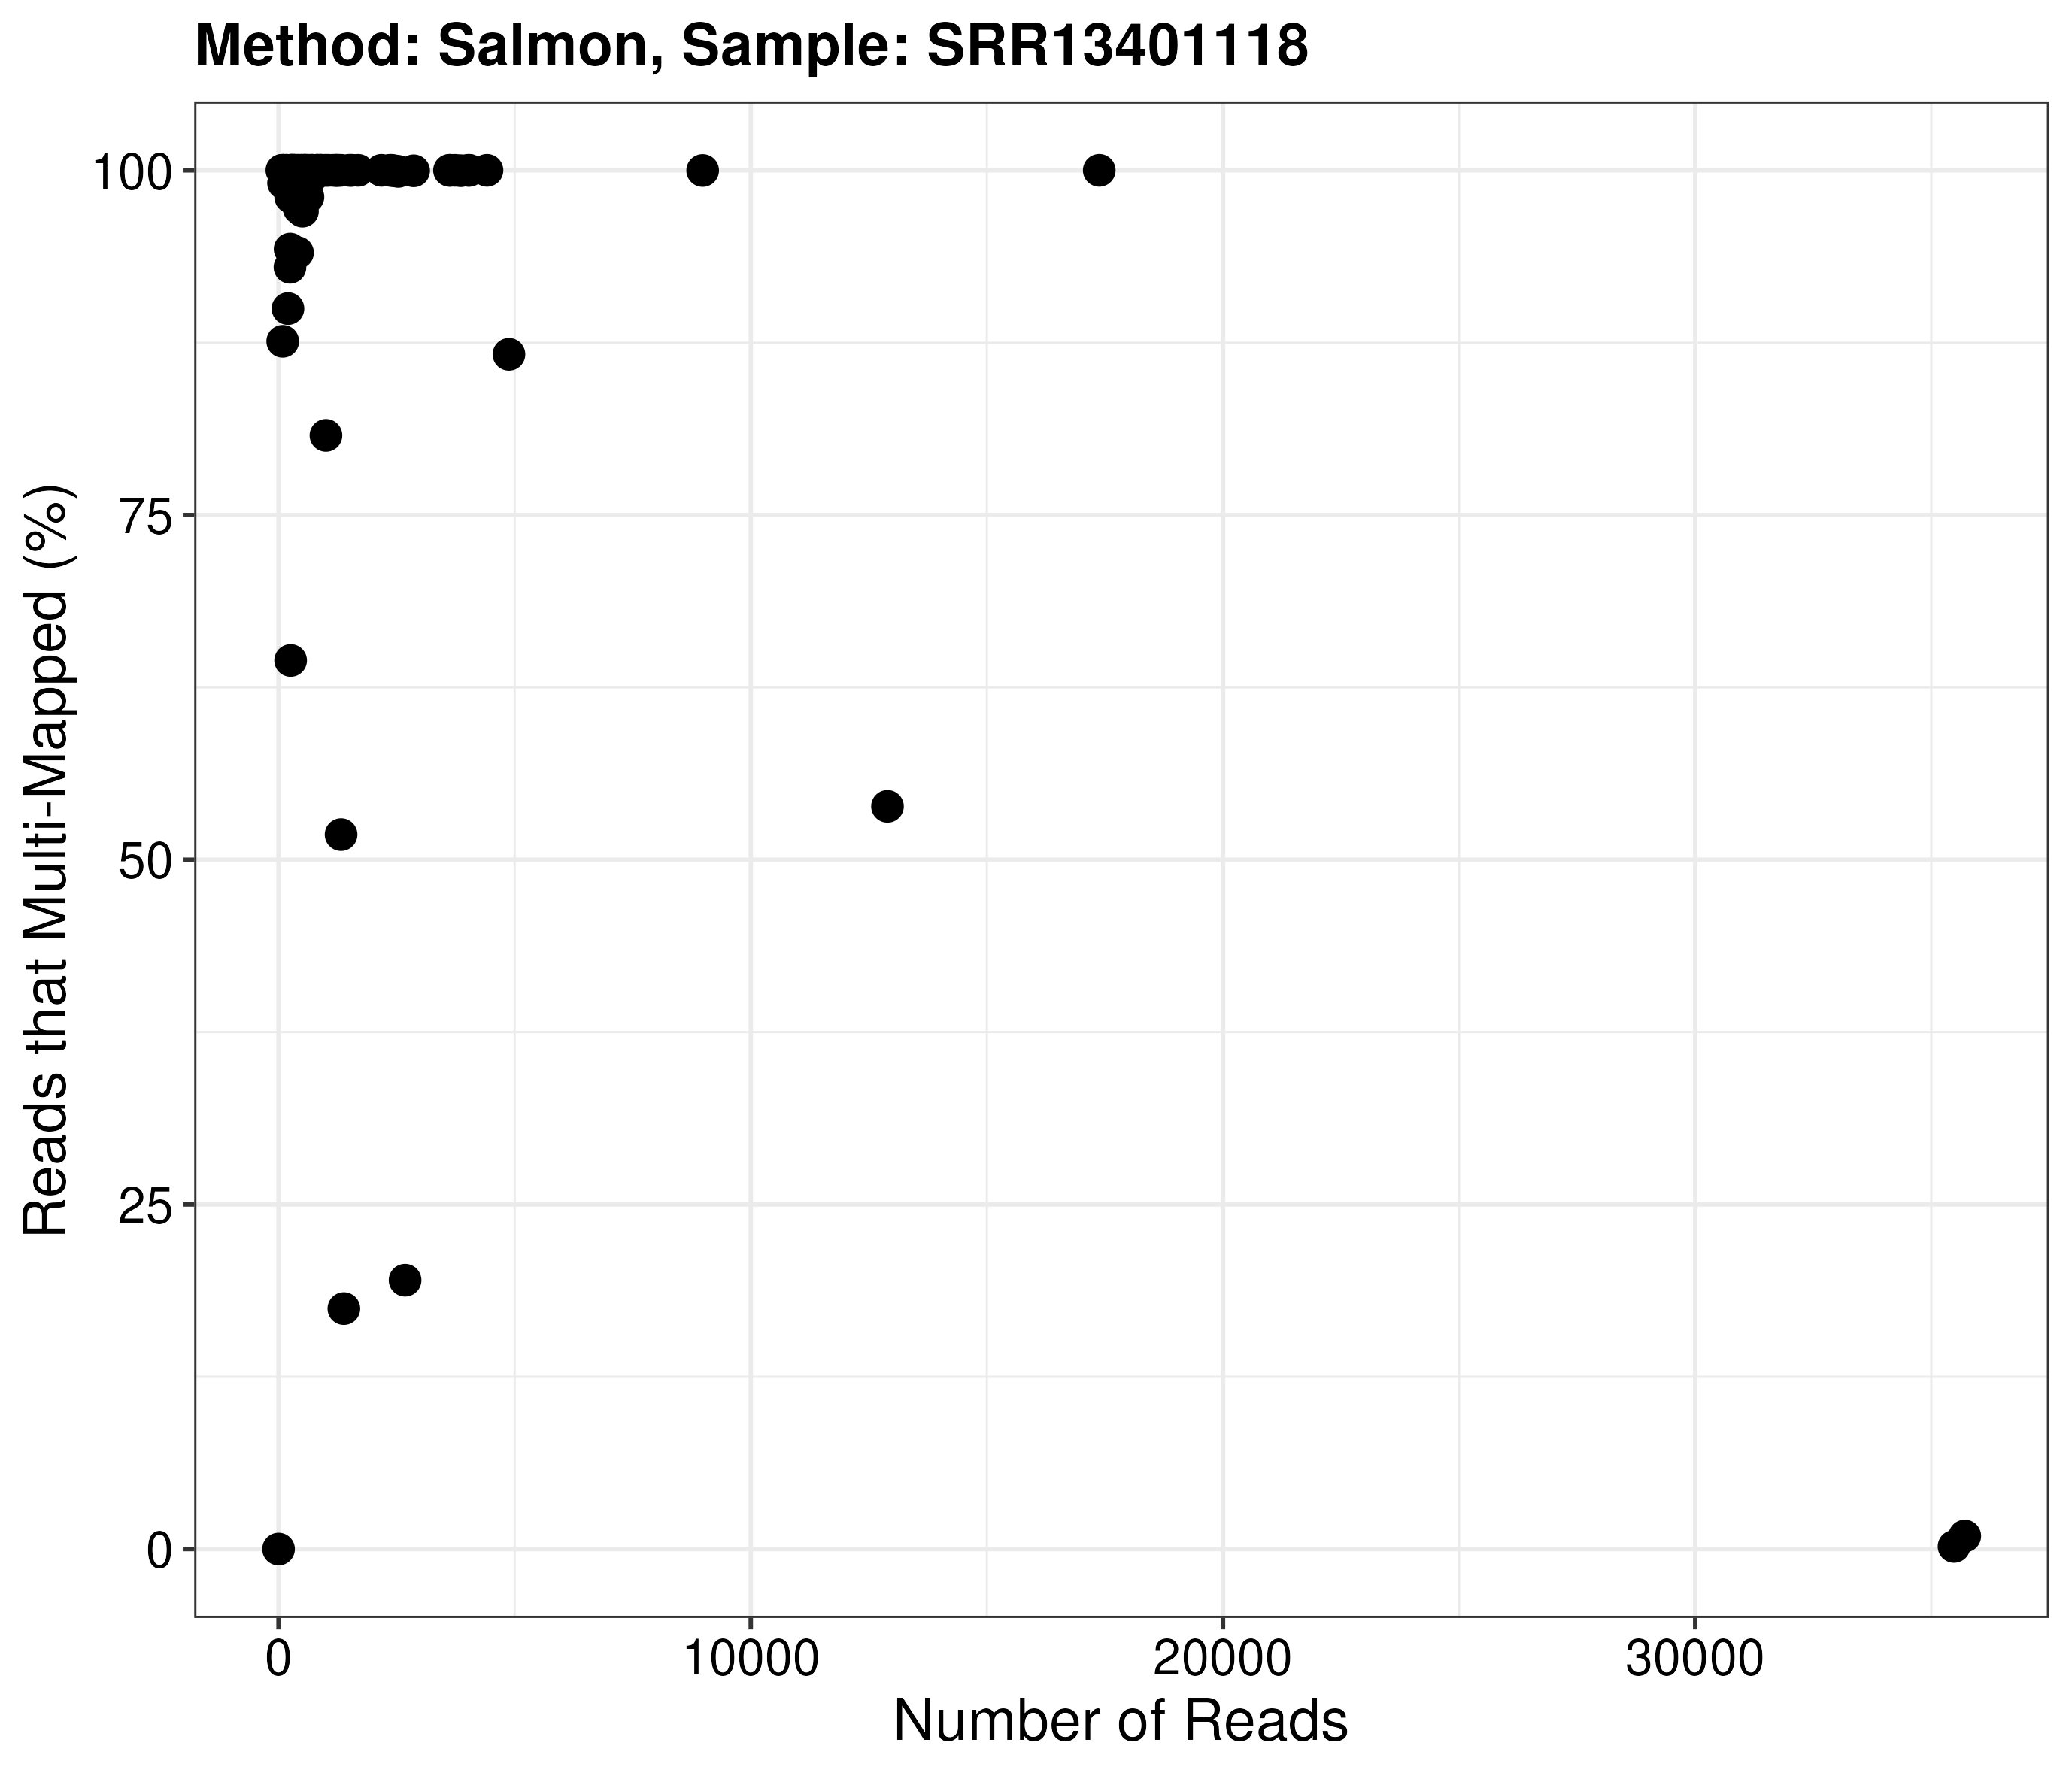 Method: Salmon, Sample: SRR13401118
Reads that Multi-Mapped (%)
100
75
50
25
0
0 10000 20000 30000
Number of Reads